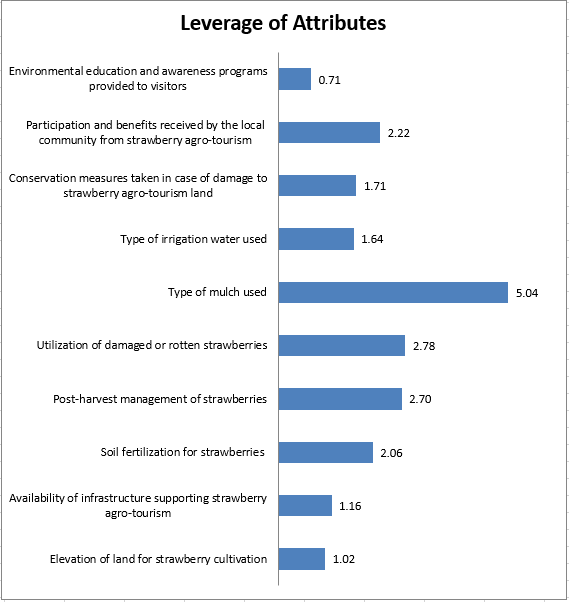 Leverage of Attributes
Environmental education and awareness programs
provided to visitors
0.71
Participation and benefits received by the local
community from strawberry agro-tourism
2.22
Conservation measures taken in case of damage to
strawberry agro-tourism land
1.71
Type of irrigation water used
1.64
Type of mulch used
5.04
Utilization of damaged or rotten strawberries
2.78
Post-harvest management of strawberries
2.70
Soil fertilization for strawberries
2.06
Availability of infrastructure supporting strawberry
agro-tourism
1.16
Elevation of land for strawberry cultivation
1.02